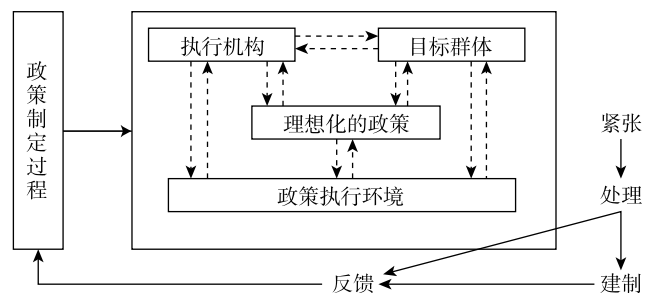 政策制定过程
执行机构
目标群体
理想化的政策
政策执行环境
紧张
处理
反馈
建制